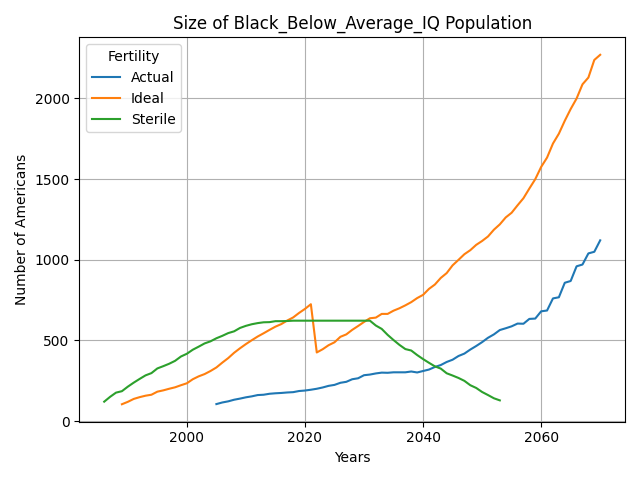 Size of Black_Below_Average_IQ Population
Fertility
Actual
Ideal
Sterile
Number of Americans
2000
1500
1000
500
0
2000 2020 2040 2060
Years